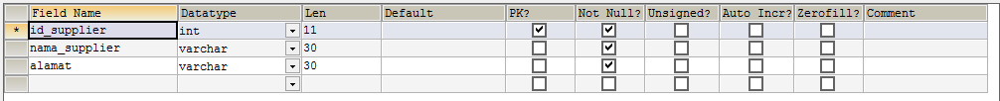 Field Name Datatype Len Default PK? Not Null? Unsigned? Auto Incr? Zerofill? Comment
* id_supplier int 11
nama_supplier varchar 30
alamat varchar 30